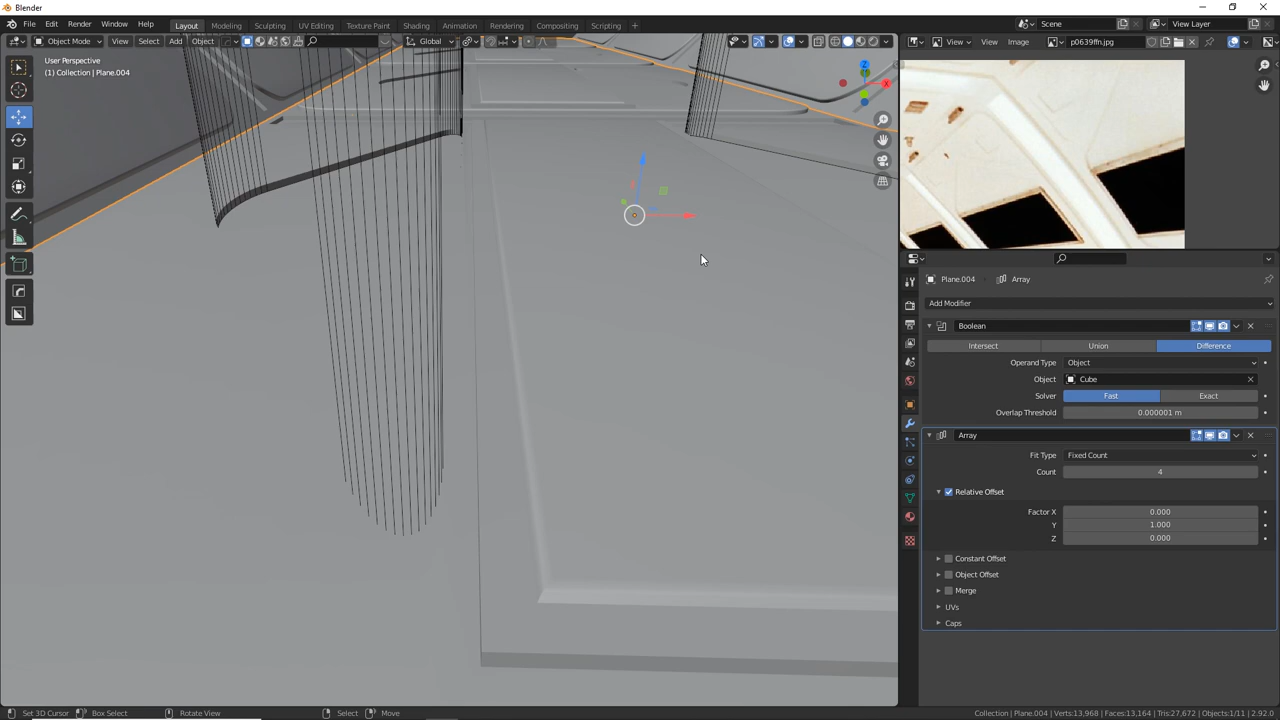 Blender
File Edit Render Window Help Layout Modeling Sculpting UV Editing Texture Paint Shading Animation Rendering Compositing Scripting Scene View Layer
Object Mode View Select Add Object Global View View Image p0639ffn.jpg
User Perspective
(1) Collection | Plane.004
Z
X
Plane.004 Array
Add Modifier
Boolean
Intersect Union Difference
Operand Type Object
Object Cube
Solver Fast Exact
Overlap Threshold 0.000001 m
Array
Fit Type Fixed Count
Count 4
Relative Offset
Factor X 0.000
Y 1.000
Z 0.000
Constant Offset
Object Offset
Merge
UVs
Caps
Set 3D Cursor Box Select Rotate View Select Move Collection | Plane.004 | Verts:13,968 | Faces:13,164 | Tris:27,672 | Objects:1/11 | 2.92.0